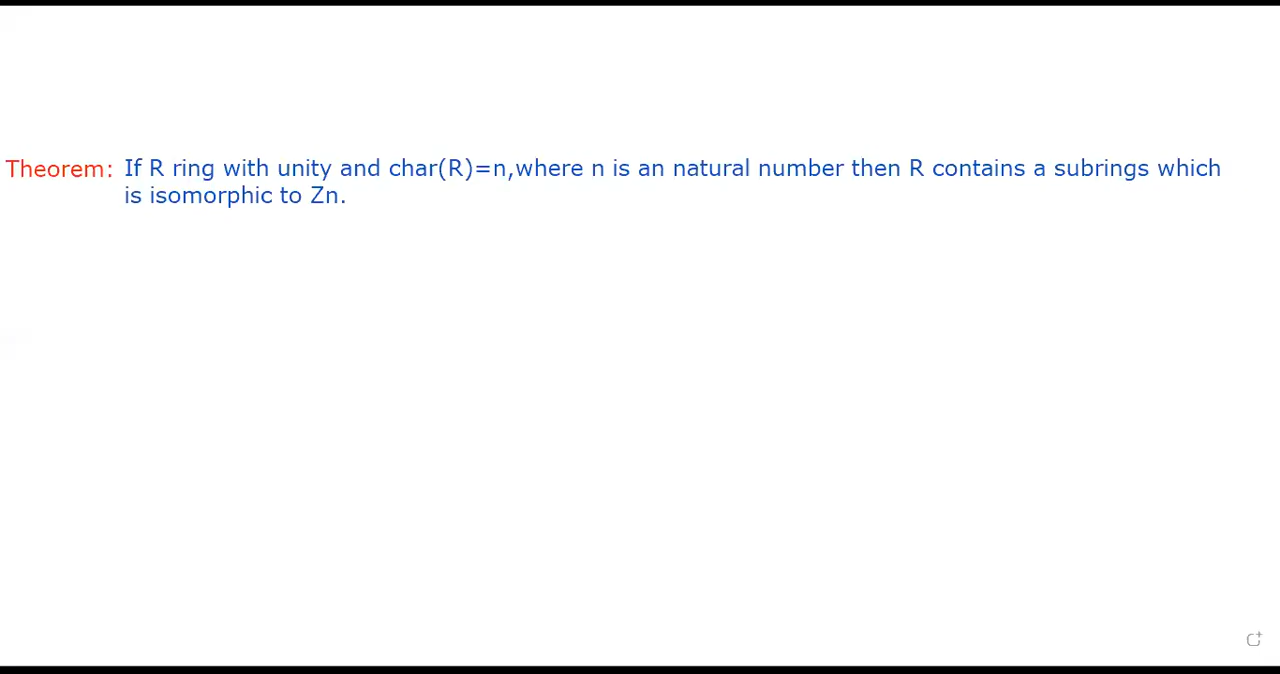 Theorem: If R ring with unity and char(R)=n,where n is an natural number then R contains a subrings which
is isomorphic to Zn.